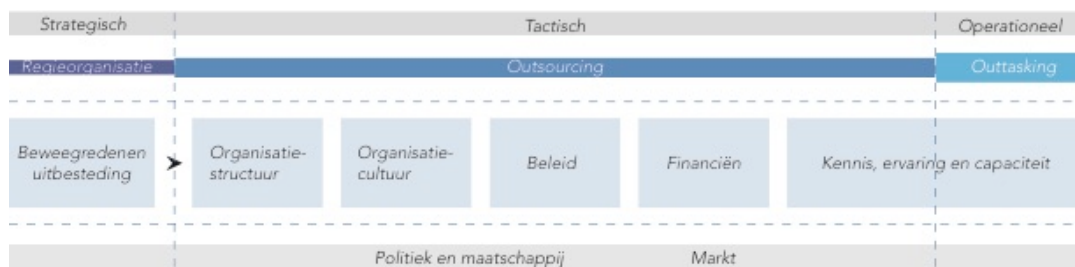 Strategisch Tactisch Operationeel
Regieorganisatie Outsourcing Outtasking
Beweegredenen
uitbesteding
Organisatie-
structuur
Organisatie-
cultuur
Beleid
Financiën
Kennis, ervaring en capaciteit
Politiek en maatschappij Markt